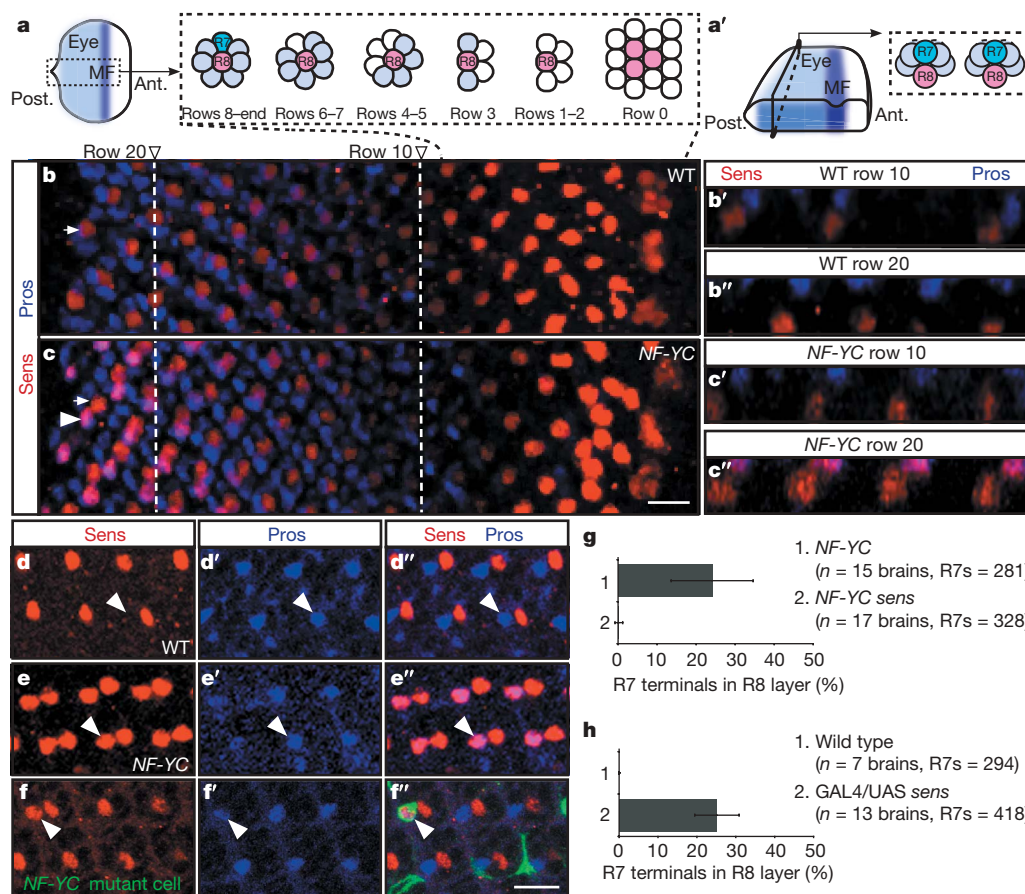 a
Eye
MF
Post.
Ant.
R7
R8
R8
R8
R8
R8
Rows 8–end
Rows 6–7
Rows 4–5
Row 3
Rows 1–2
Row 0
a′
Eye
MF
Post.
Ant.
R7
R8
R7
R8
Row 20
Row 10
Pros
Sens
b
WT
c
NF-YC
Sens
WT row 10
Pros
b′
WT row 20
b″
NF-YC row 10
c′
NF-YC row 20
c″
Sens
Pros
Sens Pros
d
WT
d′
d″
e
NF-YC
e′
e″
f
NF-YC mutant cell
f′
f″
g
1
2
0 10 20 30 40 50
R7 terminals in R8 layer (%)
1. NF-YC
(n = 15 brains, R7s = 281)
2. NF-YC sens
(n = 17 brains, R7s = 328)
h
1
2
0 10 20 30 40 50
R7 terminals in R8 layer (%)
1. Wild type
(n = 7 brains, R7s = 294)
2. GAL4/UAS sens
(n = 13 brains, R7s = 418)